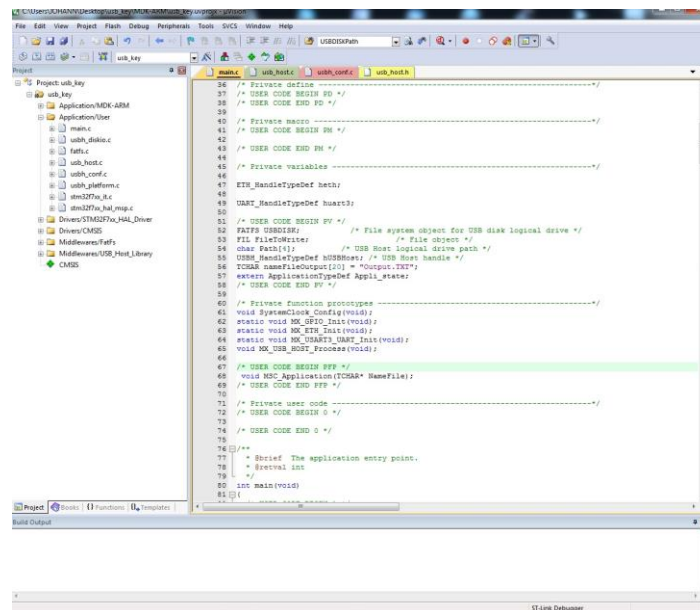 C:\Users\JOHANN\Desktop\usb_key\MDK-ARM\usb_key.uvprojx - µVision
File Edit View Project Flash Debug Peripherals Tools SVCS Window Help
USBDISKPath
usb_key
Project
main.c usb_host.c usbh_conf.c usb_host.h
Project: usb_key
usb_key
Application/MDK-ARM
Application/User
main.c
usbh_diskio.c
fatfs.c
usb_host.c
usbh_conf.c
usbh_platform.c
stm32f7xx_it.c
stm32f7xx_hal_msp.c
Drivers/STM32F7xx_HAL_Driver
Drivers/CMSIS
Middlewares/FatFs
Middlewares/USB_Host_Library
CMSIS
36 /* Private define ------------------------------------------------------------*/
37 /* USER CODE BEGIN PD */
38 /* USER CODE END PD */
39
40 /* Private macro -------------------------------------------------------------*/
41 /* USER CODE BEGIN PM */
42
43 /* USER CODE END PM */
44
45 /* Private variables ---------------------------------------------------------*/
46
47 ETH_HandleTypeDef heth;
48
49 UART_HandleTypeDef huart3;
50
51 /* USER CODE BEGIN PV */
52 FATFS USBDISK; /* File system object for USB disk logical drive */
53 FIL FileToWrite; /* File object */
54 char Path[4]; /* USB Host logical drive path */
55 USBH_HandleTypeDef hUSBHost; /* USB Host handle */
56 TCHAR nameFileOutput[20] = "Output.TXT";
57 extern ApplicationTypeDef Appli_state;
58 /* USER CODE END PV */
59
60 /* Private function prototypes -----------------------------------------------*/
61 void SystemClock_Config(void);
62 static void MX_GPIO_Init(void);
63 static void MX_ETH_Init(void);
64 static void MX_USART3_UART_Init(void);
65 void MX_USB_HOST_Process(void);
66
67 /* USER CODE BEGIN PFP */
68 void MSC_Application(TCHAR* NameFile);
69 /* USER CODE END PFP */
70
71 /* Private user code ---------------------------------------------------------*/
72 /* USER CODE BEGIN 0 */
73
74 /* USER CODE END 0 */
75
76 /**
77 * @brief The application entry point.
78 * @retval int
79 */
80 int main(void)
81 {
Project Books {} Functions 0 Templates
Build Output
ST-Link Debugger